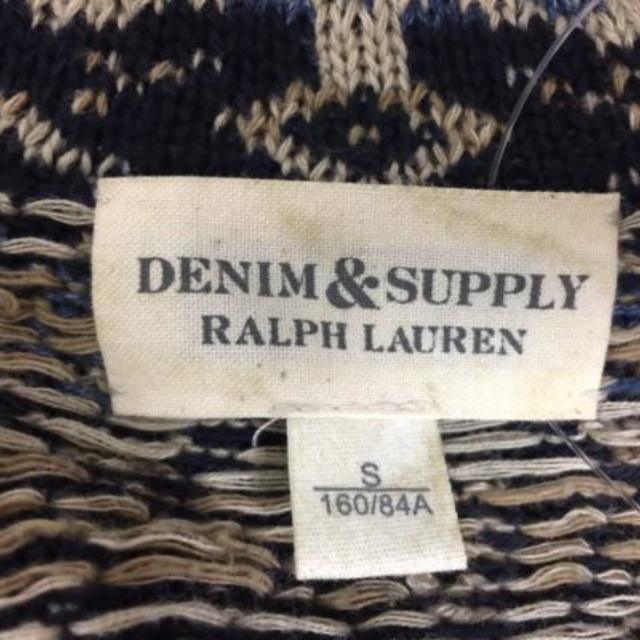 DENIM & SUPPLY
RALPH LAUREN
S
160/84A